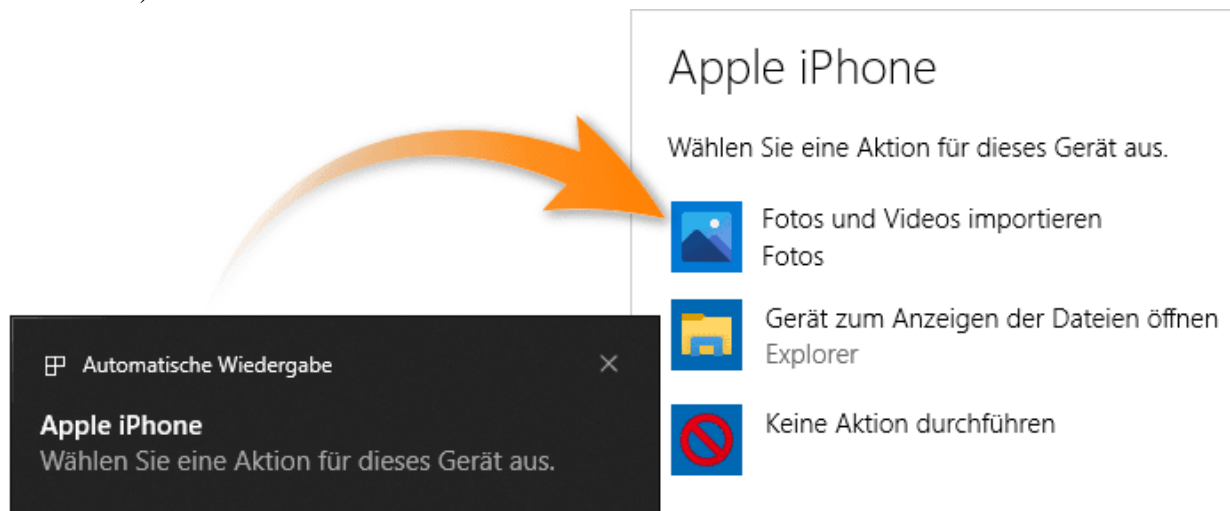 Apple iPhone
Wählen Sie eine Aktion für dieses Gerät aus.
Fotos und Videos importieren
Fotos
Gerät zum Anzeigen der Dateien öffnen
Explorer
Keine Aktion durchführen
Automatische Wiedergabe
Apple iPhone
Wählen Sie eine Aktion für dieses Gerät aus.